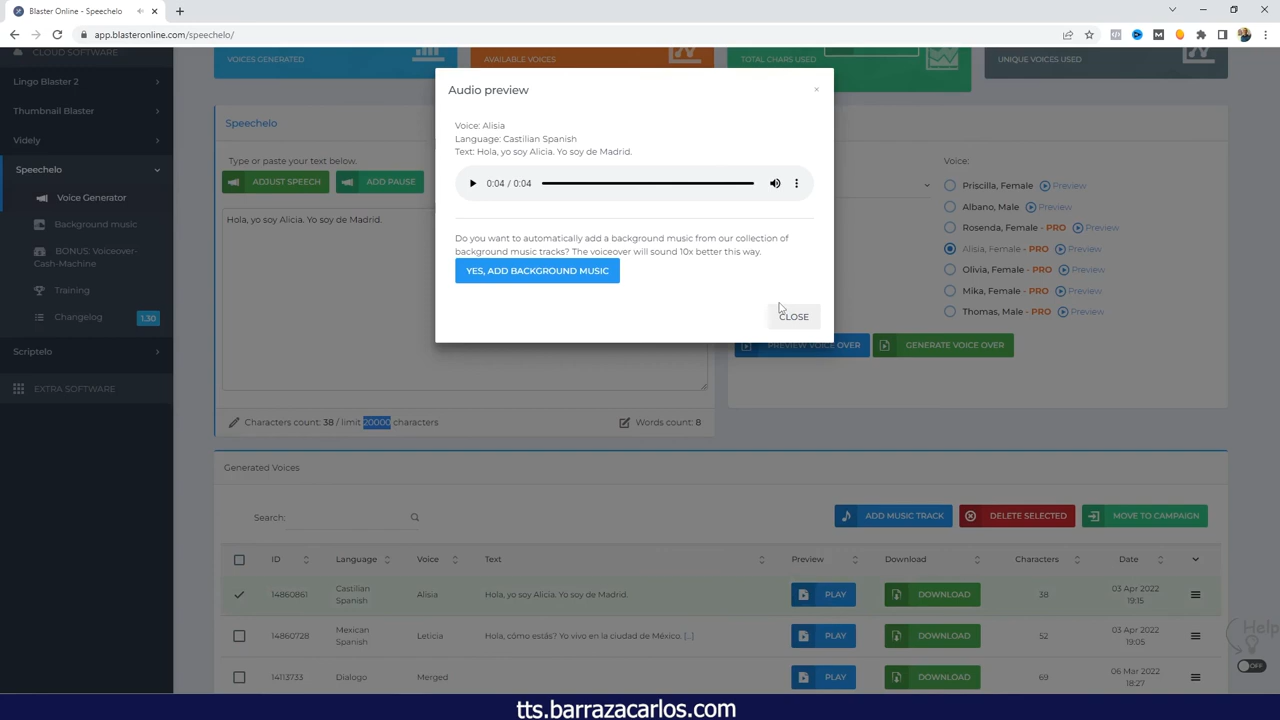 Blaster Online - Speechelo
app.blasteronline.com/speechelo/
CLOUD SOFTWARE
Lingo Blaster 2
Thumbnail Blaster
Videly
Speechelo
Voice Generator
Background music
BONUS: Voiceover-
Cash-Machine
Training
Changelog
1.30
Scriptelo
EXTRA SOFTWARE
VOICES GENERATED
AVAILABLE VOICES
TOTAL CHARS USED
UNIQUE VOICES USED
Speechelo
Type or paste your text below.
ADJUST SPEECH
ADD PAUSE
Hola, yo soy Alicia. Yo soy de Madrid.
Characters count: 38 / limit 20000 characters
Words count: 8
Audio preview
×
Voice: Alisia
Language: Castilian Spanish
Text: Hola, yo soy Alicia. Yo soy de Madrid.
0:04 / 0:04
Do you want to automatically add a background music from our collection of
background music tracks? The voiceover will sound 10x better this way.
YES, ADD BACKGROUND MUSIC
CLOSE
Voice:
Priscilla, Female Preview
Albano, Male Preview
Rosenda, Female - PRO Preview
Alisia, Female - PRO Preview
Olivia, Female - PRO Preview
Mika, Female - PRO Preview
Thomas, Male - PRO Preview
PREVIEW VOICE OVER
GENERATE VOICE OVER
Generated Voices
Search:
ADD MUSIC TRACK
DELETE SELECTED
MOVE TO CAMPAIGN
ID Language Voice Text Preview Download Characters Date
14860861 Castilian Spanish Alisia Hola, yo soy Alicia. Yo soy de Madrid. PLAY DOWNLOAD 38 03 Apr 2022 19:15
14860728 Mexican Spanish Leticia Hola, cómo estás? Yo vivo en la ciudad de México. [...] PLAY DOWNLOAD 52 03 Apr 2022 19:05
14113733 Dialogo Merged PLAY DOWNLOAD 69 06 Mar 2022 18:27
Help
OFF
tts.barrazacarlos.com